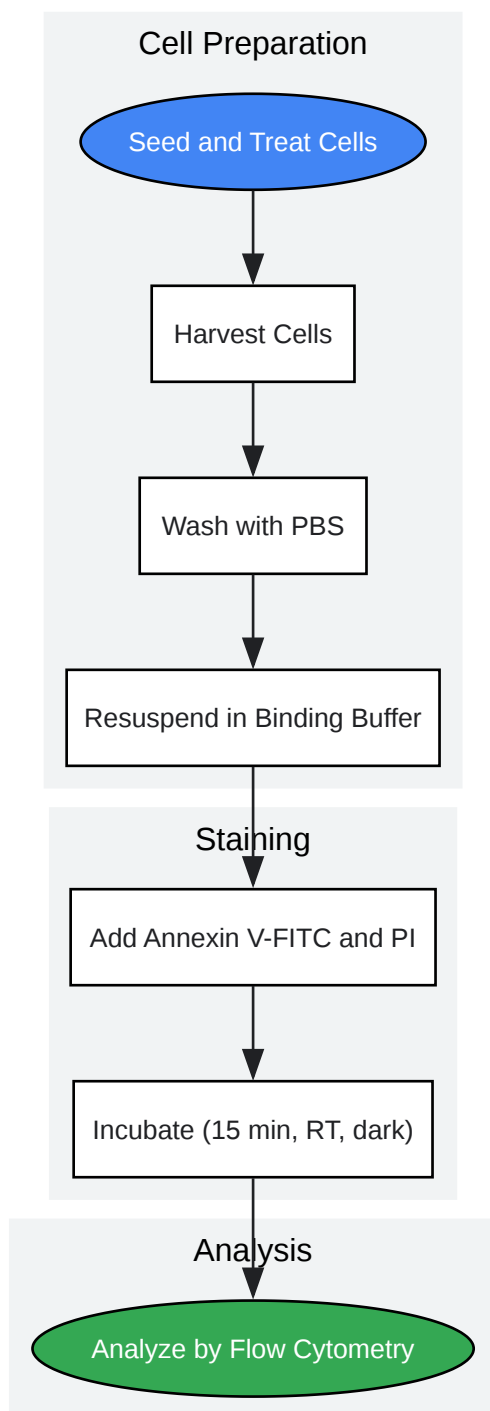 Cell Preparation
Seed and Treat Cells
Harvest Cells
Wash with PBS
Resuspend in Binding Buffer
Staining
Add Annexin V-FITC and PI
Incubate (15 min, RT, dark)
Analysis
Analyze by Flow Cytometry